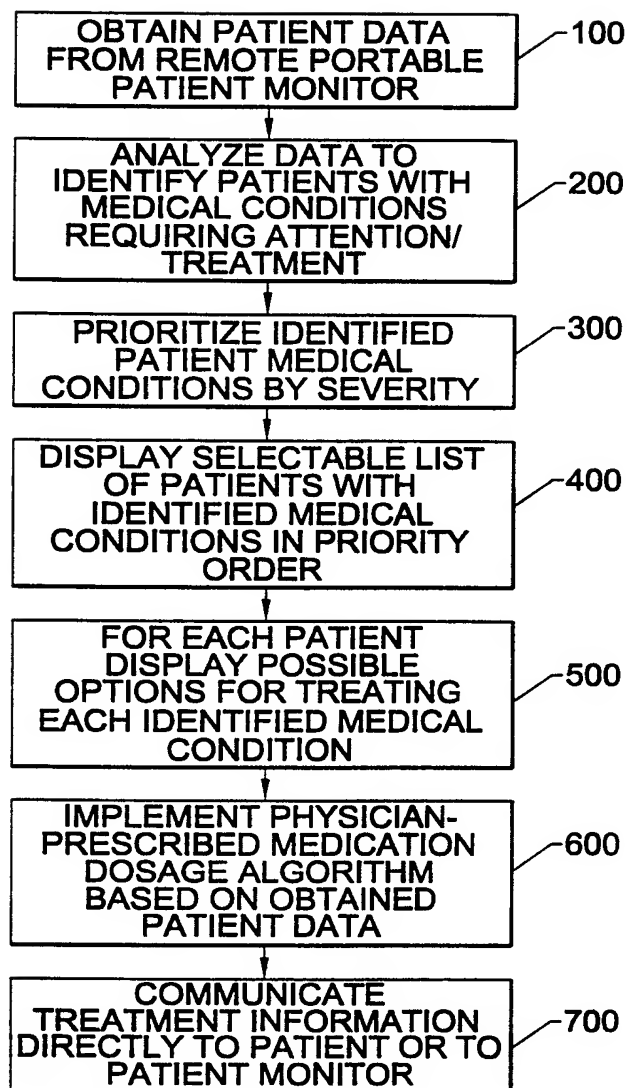 OBTAIN PATIENT DATA
FROM REMOTE PORTABLE
PATIENT MONITOR
100
ANALYZE DATA TO
IDENTIFY PATIENTS WITH
MEDICAL CONDITIONS
REQUIRING ATTENTION/
TREATMENT
200
PRIORITIZE IDENTIFIED
PATIENT MEDICAL
CONDITIONS BY SEVERITY
300
DISPLAY SELECTABLE LIST
OF PATIENTS WITH
IDENTIFIED MEDICAL
CONDITIONS IN PRIORITY
ORDER
400
FOR EACH PATIENT
DISPLAY POSSIBLE
OPTIONS FOR TREATING
EACH IDENTIFIED MEDICAL
CONDITION
500
IMPLEMENT PHYSICIAN-
PRESCRIBED MEDICATION
DOSAGE ALGORITHM
BASED ON OBTAINED
PATIENT DATA
600
COMMUNICATE
TREATMENT INFORMATION
DIRECTLY TO PATIENT OR TO
PATIENT MONITOR
700